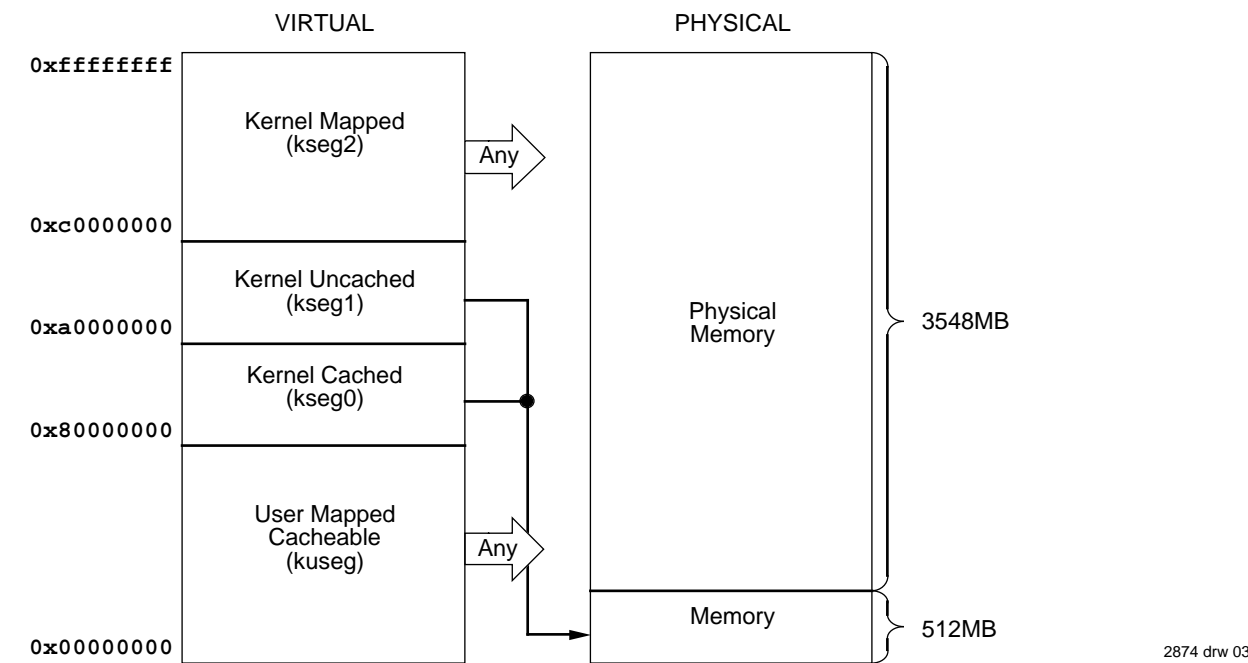 VIRTUAL
PHYSICAL
0xffffffff
Kernel Mapped
(kseg2)
Any
0xc0000000
Kernel Uncached
(kseg1)
0xa0000000
Physical
Memory
3548MB
Kernel Cached
(kseg0)
0x80000000
User Mapped
Cacheable
(kuseg)
Any
Memory
512MB
0x00000000
2874 drw 03